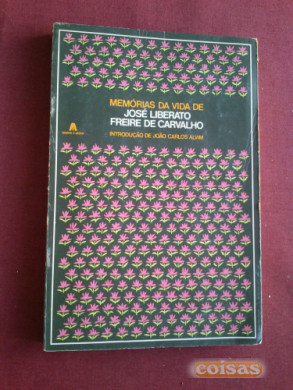 MEMÓRIAS DA VIDA DE
JOSÉ LIBERATO
FREIRE DE CARVALHO
INTRODUÇÃO DE JOÃO CARLOS ALVIM
coisas